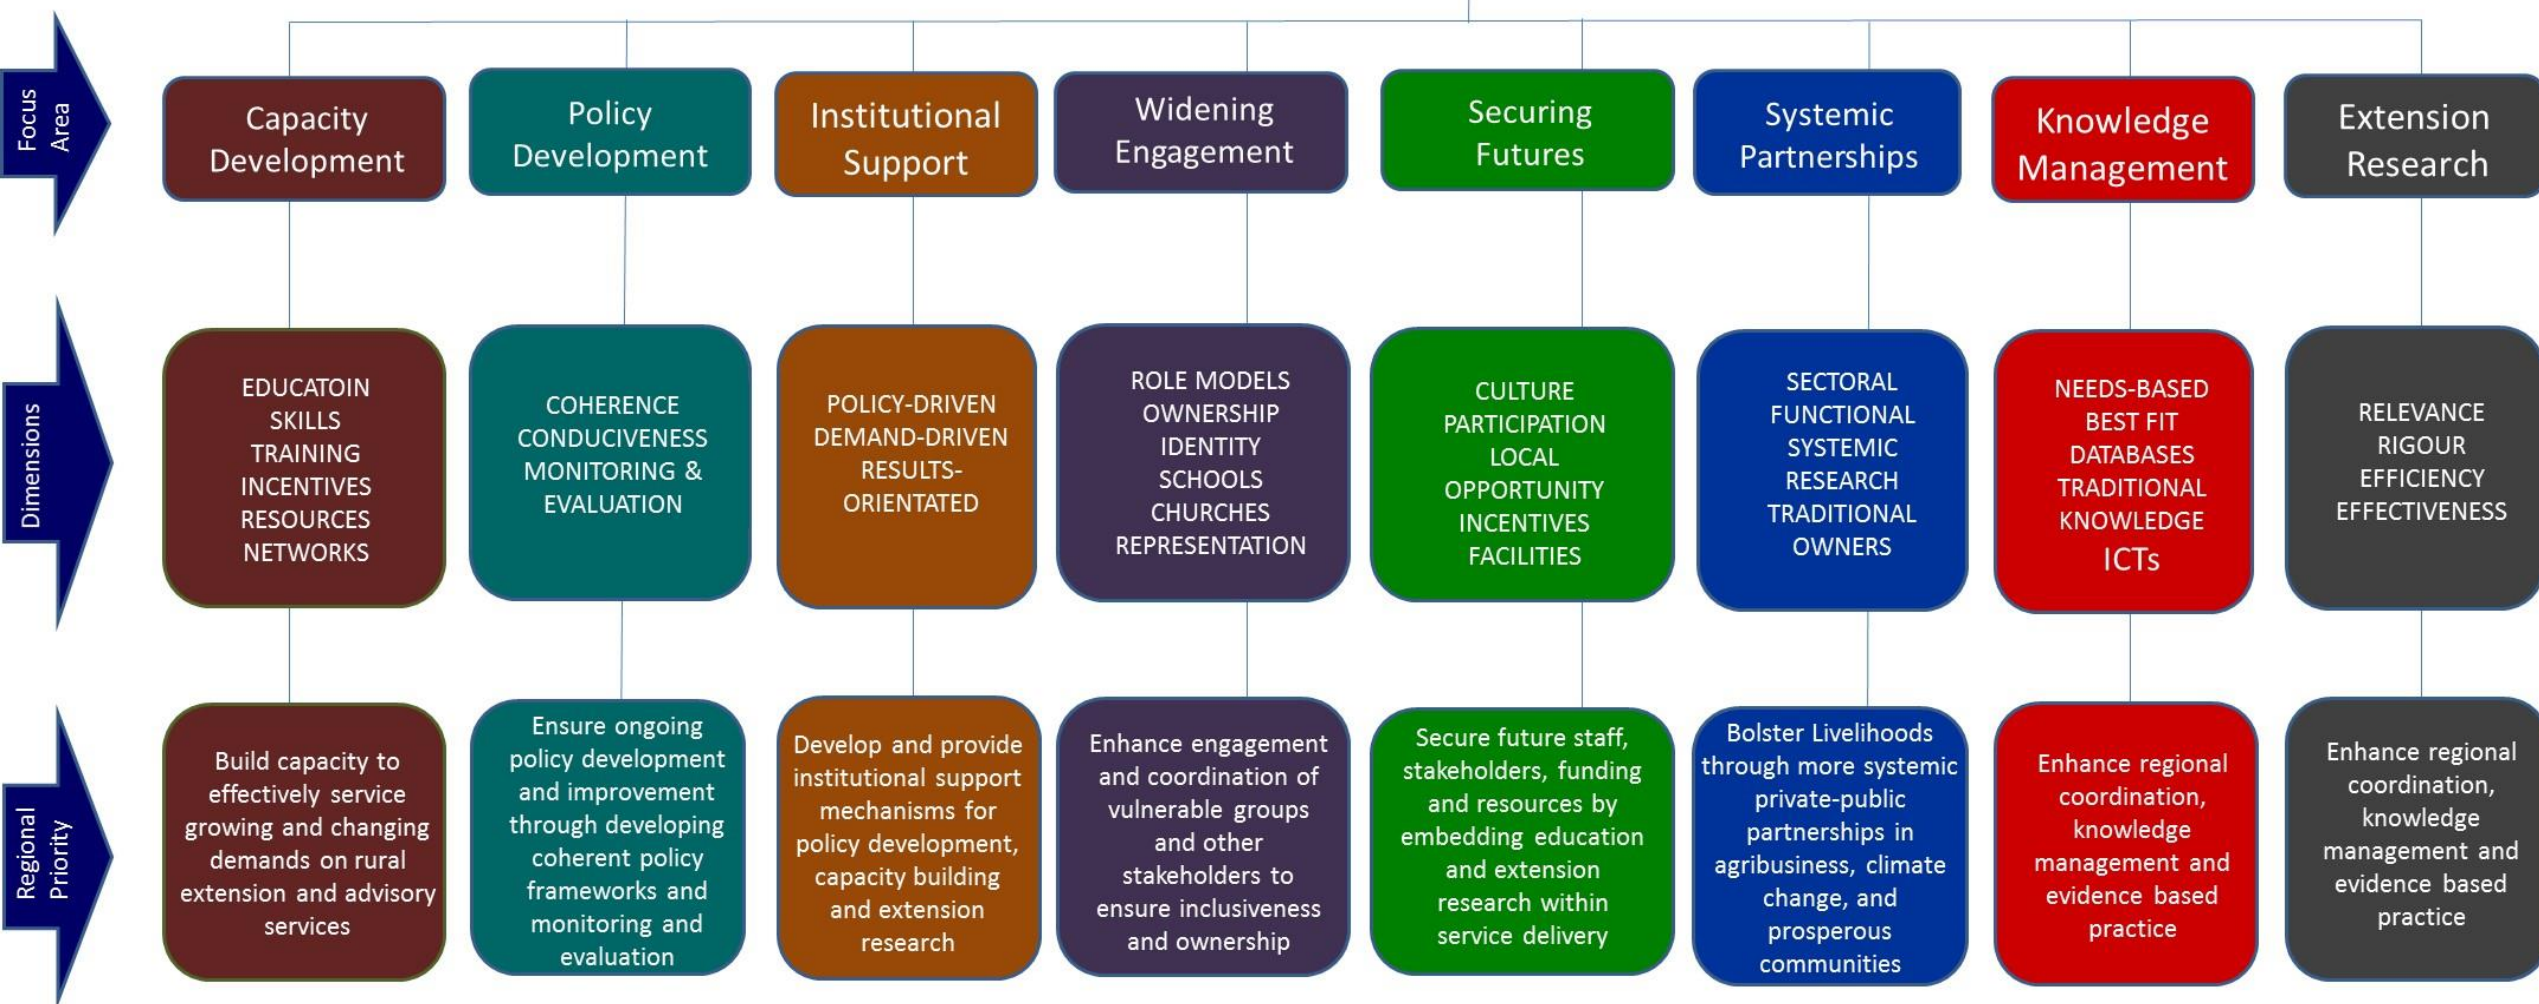 Focus
Area
Capacity
Development
Policy
Development
Institutional
Support
Widening
Engagement
Securing
Futures
Systemic
Partnerships
Knowledge
Management
Extension
Research
Dimensions
EDUCATOIN
SKILLS
TRAINING
INCENTIVES
RESOURCES
NETWORKS
COHERENCE
CONDUCIVENESS
MONITORING &
EVALUATION
POLICY-DRIVEN
DEMAND-DRIVEN
RESULTS-
ORIENTATED
ROLE MODELS
OWNERSHIP
IDENTITY
SCHOOLS
CHURCHES
REPRESENTATION
CULTURE
PARTICIPATION
LOCAL
OPPORTUNITY
INCENTIVES
FACILITIES
SECTORAL
FUNCTIONAL
SYSTEMIC
RESEARCH
TRADITIONAL
OWNERS
NEEDS-BASED
BEST FIT
DATABASES
TRADITIONAL
KNOWLEDGE
ICTs
RELEVANCE
RIGOUR
EFFICIENCY
EFFECTIVENESS
Regional
Priority
Build capacity to
effectively service
growing and changing
demands on rural
extension and advisory
services
Ensure ongoing
policy development
and improvement
through developing
coherent policy
frameworks and
monitoring and
evaluation
Develop and provide
institutional support
mechanisms for
policy development,
capacity building
and extension
research
Enhance engagement
and coordination of
vulnerable groups
and other
stakeholders to
ensure inclusiveness
and ownership
Secure future staff,
stakeholders, funding
and resources by
embedding education
and extension
research within
service delivery
Bolster Livelihoods
through more systemic
private-public
partnerships in
agribusiness, climate
change, and
prosperous
communities
Enhance regional
coordination,
knowledge
management and
evidence based
practice
Enhance regional
coordination,
knowledge
management and
evidence based
practice